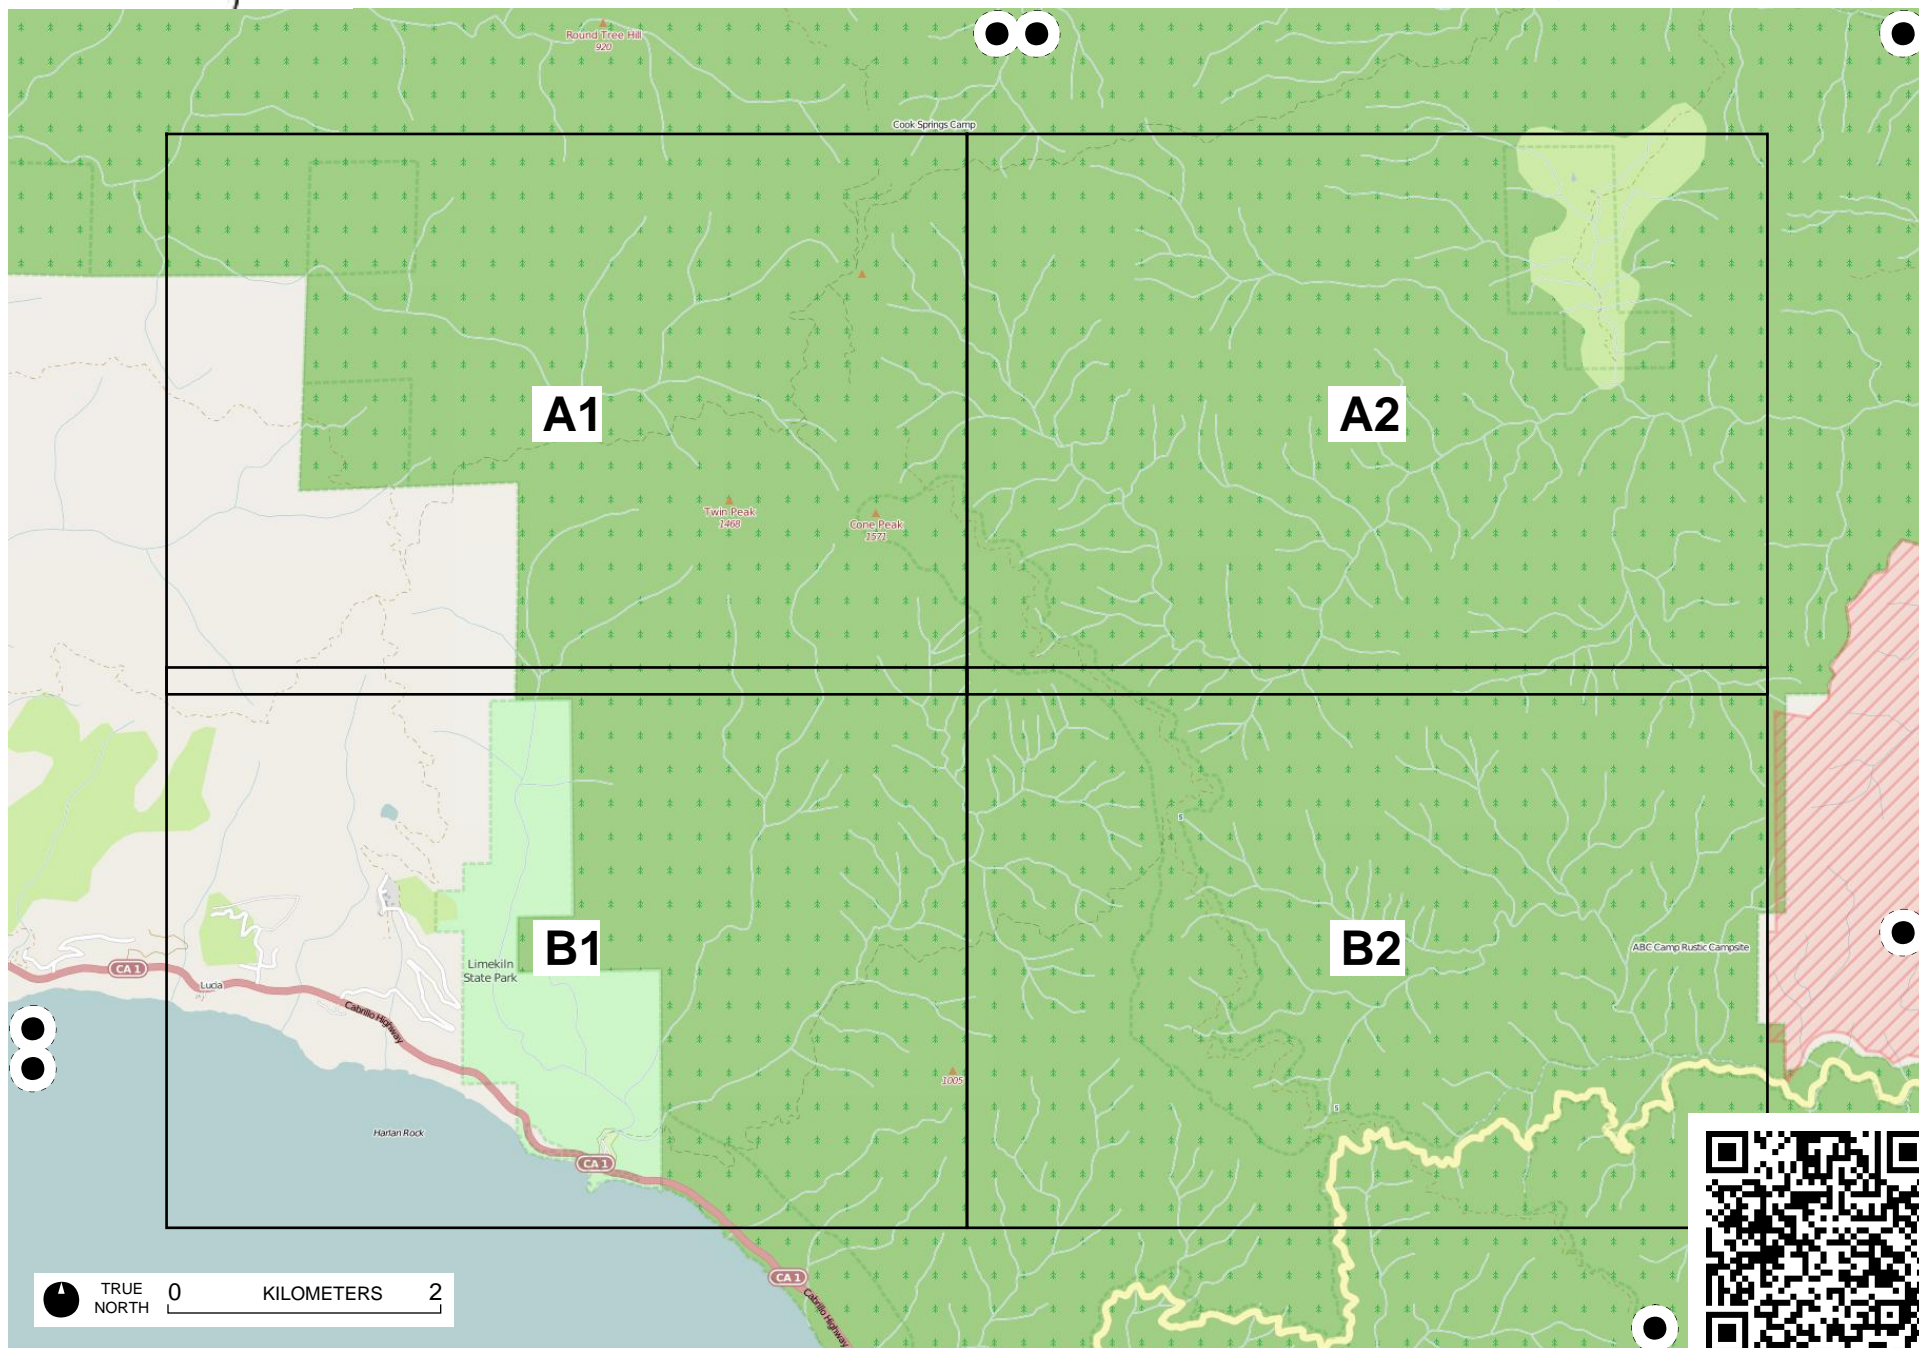 Round Tree Hill
920
Cook Springs Camp
A1
A2
Twin Peak
1468
Cone Peak
1571
S
B1
B2
Limekiln
State Park
ABC Camp Rustic Campsite
CA 1
Lucia
Cabrillo Highway
1005
S
Harlan Rock
CA 1
CA 1
Cabrillo Highway
TRUE
NORTH
0
KILOMETERS
2